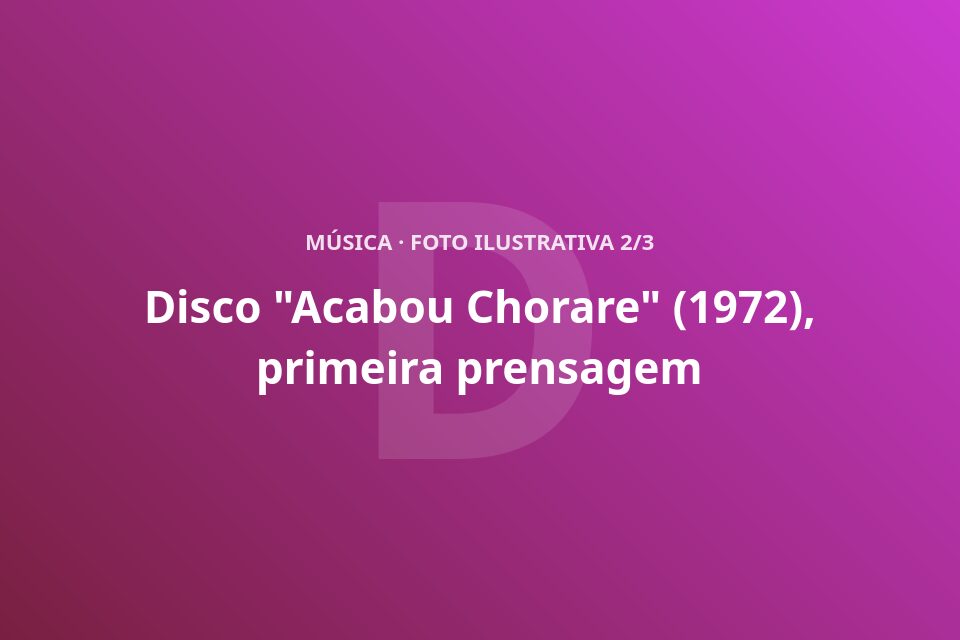 MÚSICA · FOTO ILUSTRATIVA 2/3
D
Disco "Acabou Chorare" (1972),
primeira prensagem